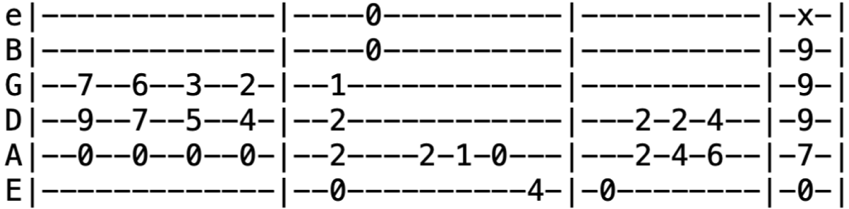 e|-------------|----0----------|----------|-x-|
B|-------------|----0----------|----------|-9-|
G|--7--6--3--2-|--1------------|----------|-9-|
D|--9--7--5--4-|--2------------|---2-2-4--|-9-|
A|--0--0--0--0-|--2----2-1-0---|---2-4-6--|-7-|
E|-------------|--0----------4-|-0--------|-0-|